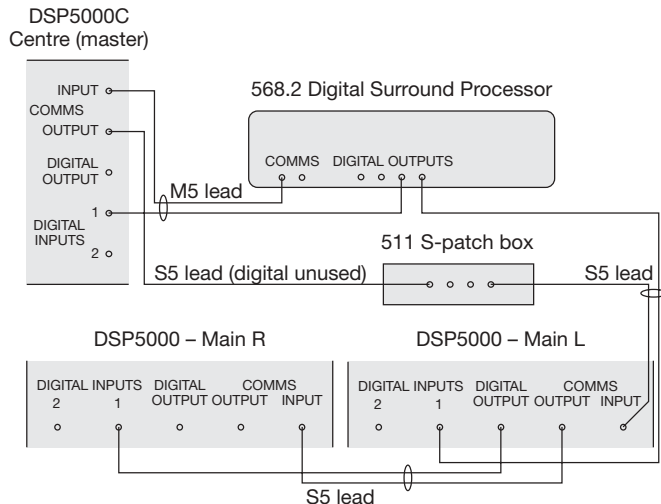 DSP5000C
Centre (master)
INPUT
COMMS
OUTPUT
DIGITAL
OUTPUT
1
DIGITAL
INPUTS
2
568.2 Digital Surround Processor
COMMS DIGITAL OUTPUTS
M5 lead
511 S-patch box
S5 lead (digital unused)
S5 lead
DSP5000 – Main R
DIGITAL INPUTS DIGITAL COMMS
2 1 OUTPUT OUTPUT INPUT
DSP5000 – Main L
DIGITAL INPUTS DIGITAL COMMS
2 1 OUTPUT OUTPUT INPUT
S5 lead